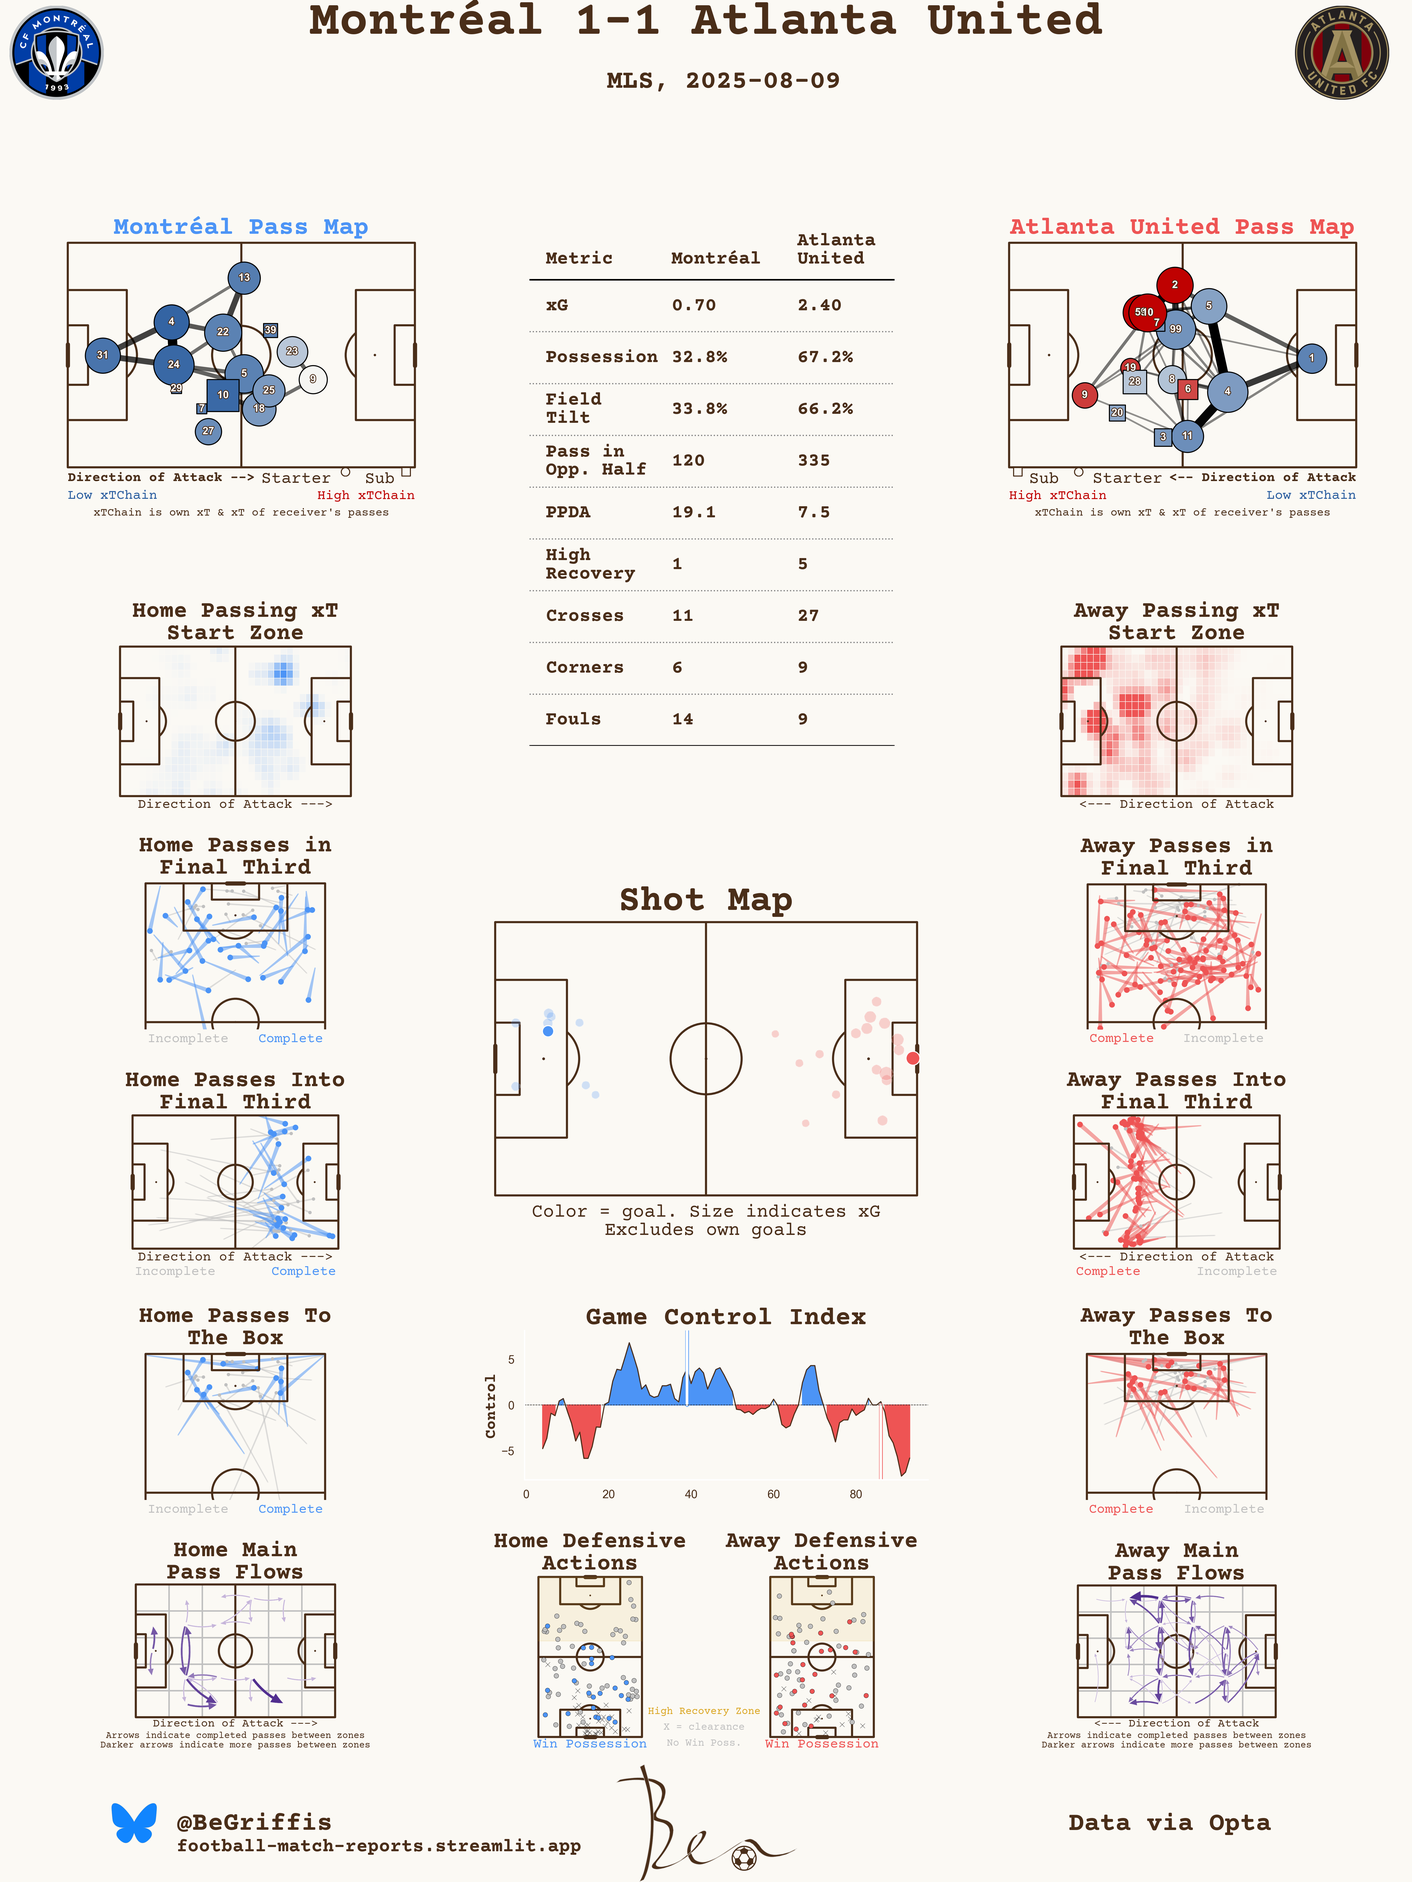 Montréal 1-1 Atlanta United
MLS, 2025-08-09
CF MONTRÉAL
1993
ATLANTA
A
UNITED FC
Montréal Pass Map
13
4
22
39
31
24
23
5
9
29
10
25
7
18
27
Direction of Attack --> Starter Sub
Low xTChain High xTChain
xTChain is own xT & xT of receiver's passes
Metric Montréal Atlanta United
xG 0.70 2.40
Possession 32.8% 67.2%
Field Tilt 33.8% 66.2%
Pass in Opp. Half 120 335
PPDA 19.1 7.5
High Recovery 1 5
Crosses 11 27
Corners 6 9
Fouls 14 9
Atlanta United Pass Map
2
5
59
10
7
99
1
19
28
8
6
4
9
20
3
11
Sub Starter <-- Direction of Attack
High xTChain Low xTChain
xTChain is own xT & xT of receiver's passes
Home Passing xT
Start Zone
Direction of Attack --->
Away Passing xT
Start Zone
<--- Direction of Attack
Home Passes in
Final Third
Incomplete Complete
Away Passes in
Final Third
Complete Incomplete
Shot Map
Color = goal. Size indicates xG
Excludes own goals
Home Passes Into
Final Third
Direction of Attack --->
Incomplete Complete
Away Passes Into
Final Third
<--- Direction of Attack
Complete Incomplete
Home Passes To
The Box
Incomplete Complete
Game Control Index
Control
5
0
−5
0 20 40 60 80
Away Passes To
The Box
Complete Incomplete
Home Main
Pass Flows
Direction of Attack --->
Arrows indicate completed passes between zones
Darker arrows indicate more passes between zones
Home Defensive
Actions
Win Possession
Away Defensive
Actions
Win Possession
High Recovery Zone
X = clearance
No Win Poss.
Away Main
Pass Flows
<--- Direction of Attack
Arrows indicate completed passes between zones
Darker arrows indicate more passes between zones
@BeGriffis
football-match-reports.streamlit.app
Ben
Data via Opta